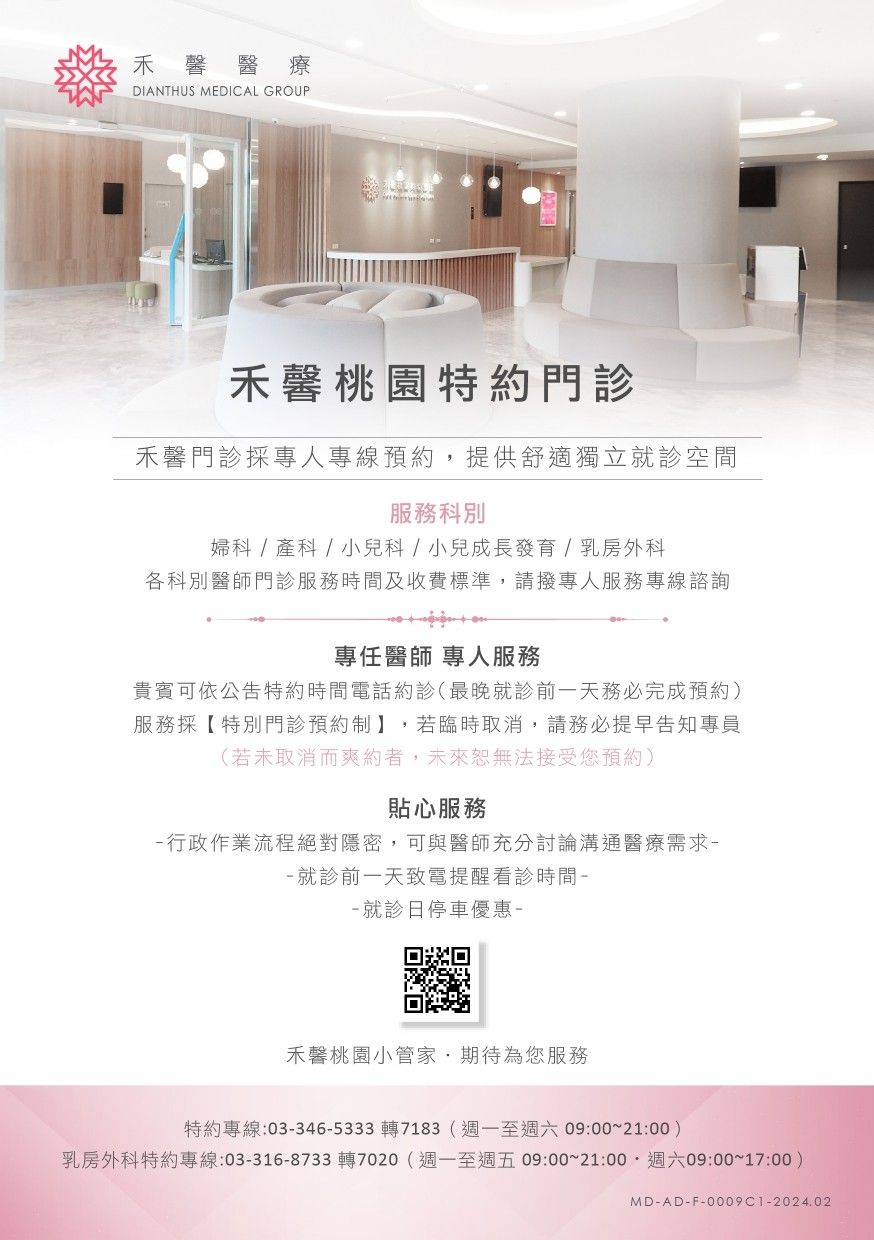 禾馨醫療
DIANTHUS MEDICAL GROUP
禾馨桃園特約門診
禾馨門診採專人專線預約，提供舒適獨立就診空間
服務科別
婦科 / 產科 / 小兒科 / 小兒成長發育 / 乳房外科
各科別醫師門診服務時間及收費標準，請撥專人服務專線諮詢
專任醫師 專人服務
貴賓可依公告特約時間電話約診（最晚就診前一天務必完成預約）
服務採【特別門診預約制】，若臨時取消，請務必提早告知專員
（若未取消而爽約者，未來恕無法接受您預約）
貼心服務
-行政作業流程絕對隱密，可與醫師充分討論溝通醫療需求-
-就診前一天致電提醒看診時間-
-就診日停車優惠-
禾馨桃園小管家．期待為您服務
特約專線:03-346-5333 轉7183（週一至週六 09:00~21:00）
乳房外科特約專線:03-316-8733 轉7020（週一至週五 09:00~21:00．週六09:00~17:00）
MD-AD-F-0009C1-2024.02